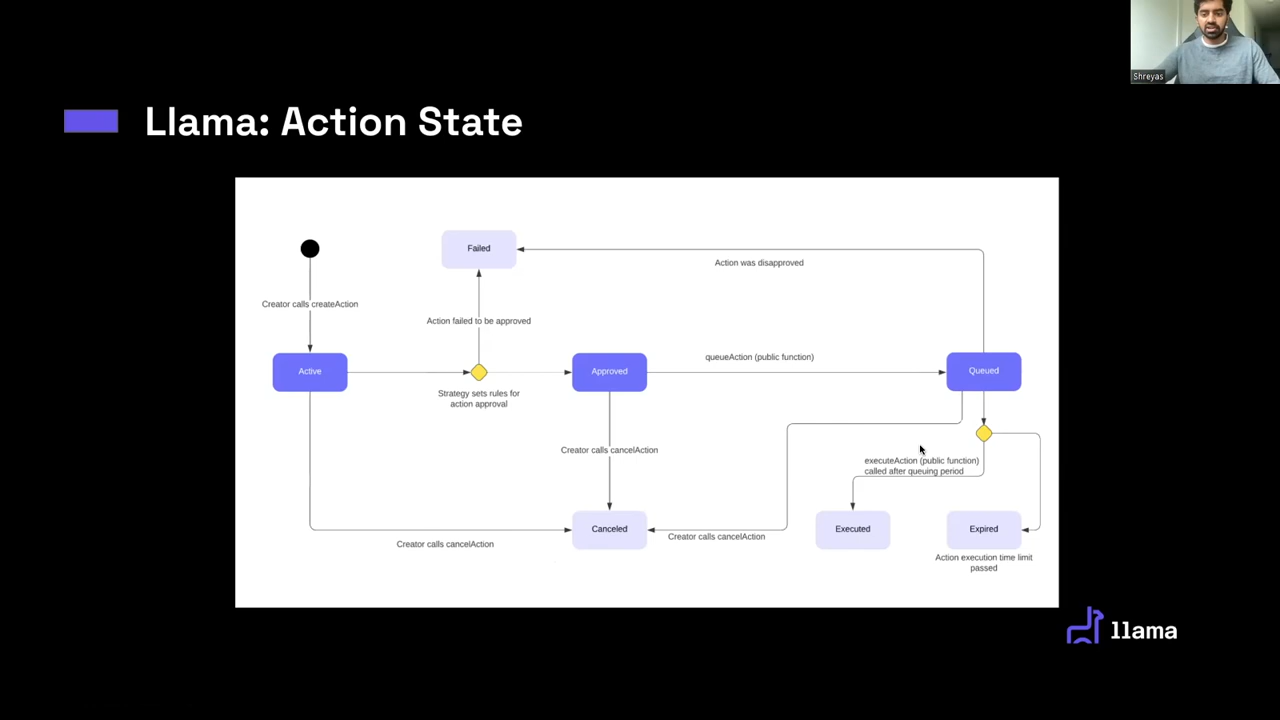 Shreyas
Llama: Action State
Failed
Action was disapproved
Creator calls createAction
Action failed to be approved
queueAction (public function)
Active
Approved
Queued
Strategy sets rules for
action approval
Creator calls cancelAction
executeAction (public function)
called after queuing period
Canceled
Executed
Expired
Creator calls cancelAction
Creator calls cancelAction
Action execution time limit
passed
llama